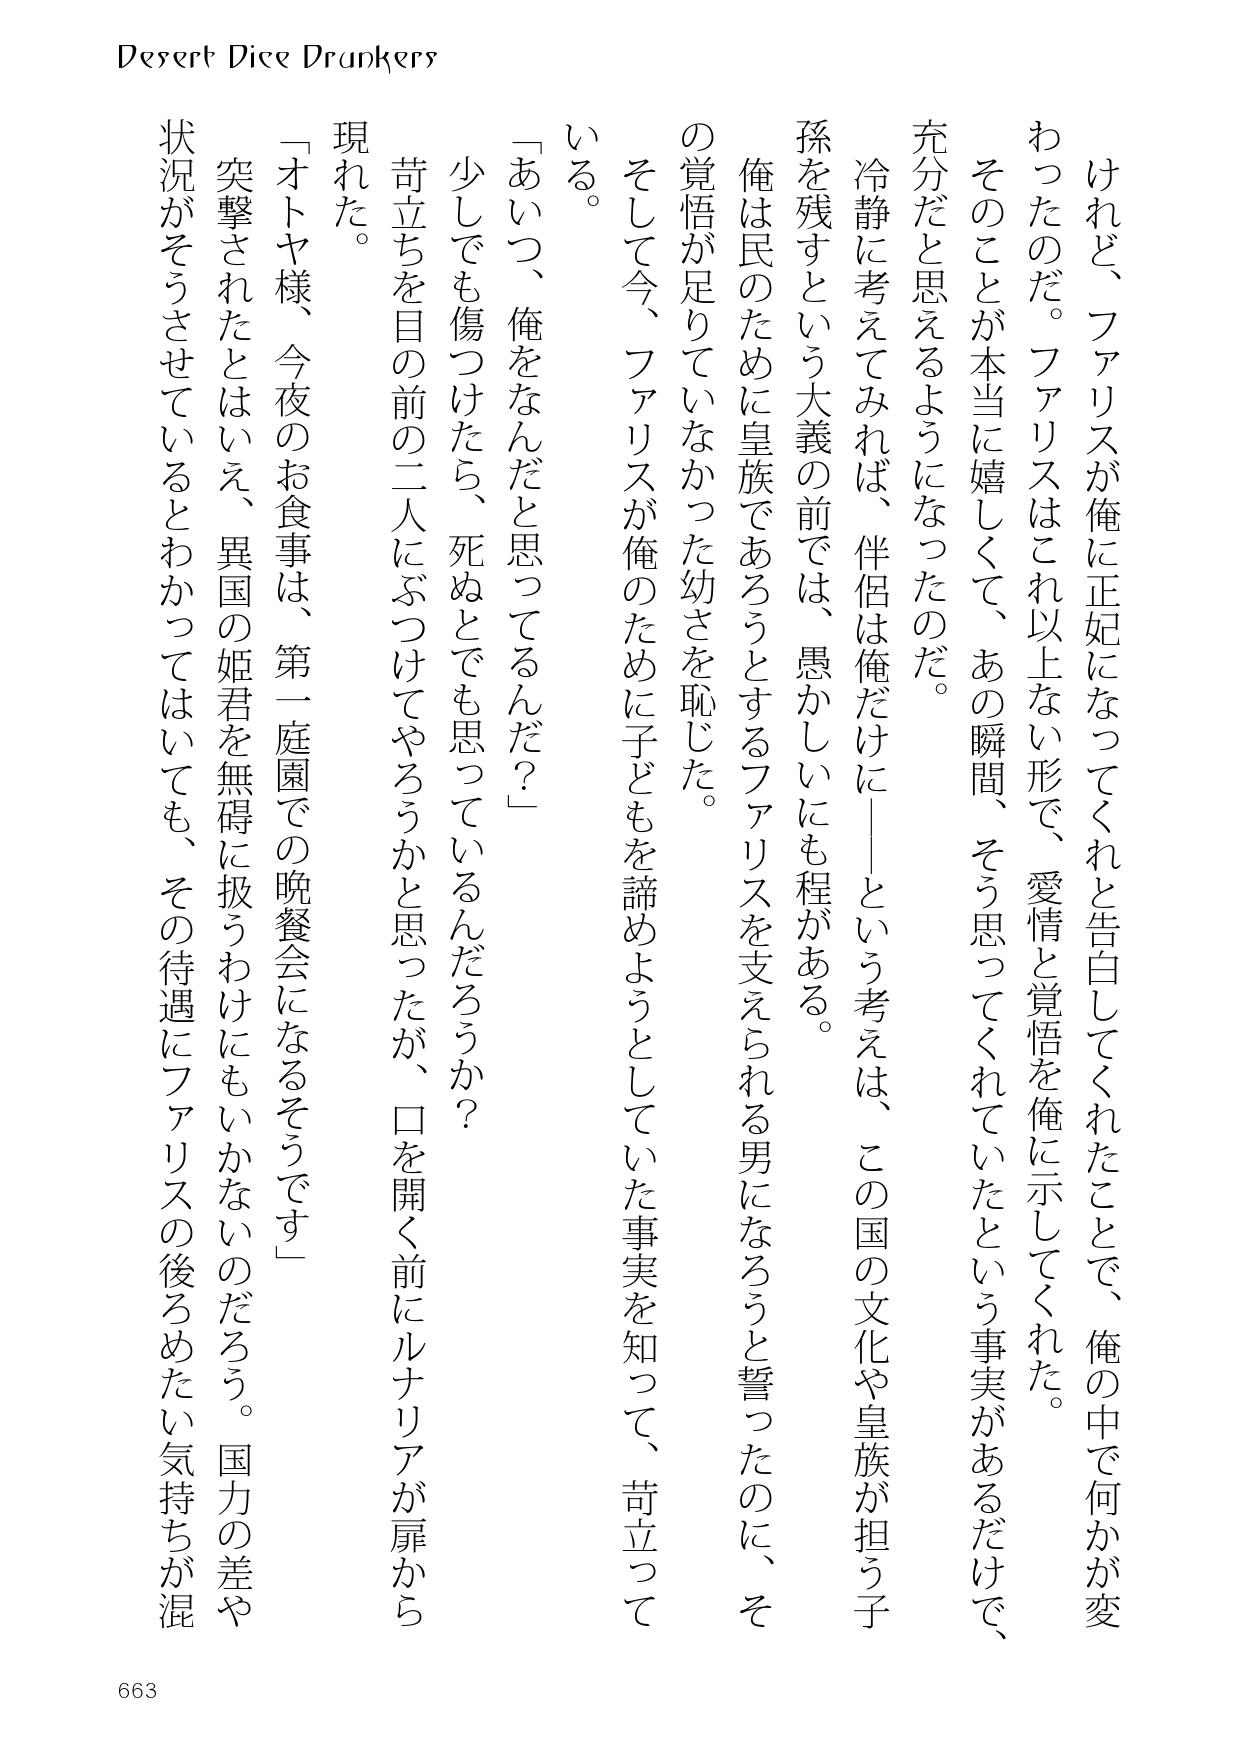 Desert Dice Drunkers
けれど、ファリスが俺に正妃になってくれと告白してくれたことで、俺の中で何かが変
わったのだ。ファリスはこれ以上ない形で、愛情と覚悟を俺に示してくれた。
そのことが本当に嬉しくて、あの瞬間、そう思ってくれていたという事実があるだけで、
充分だと思えるようになったのだ。
冷静に考えてみれば、伴侶は俺だけに――という考えは、この国の文化や皇族が担う子
孫を残すという大義の前では、愚かしいにも程がある。
俺は民のために皇族であろうとするファリスを支えられる男になろうと誓ったのに、そ
の覚悟が足りていなかった幼さを恥じた。
そして今、ファリスが俺のために子どもを諦めようとしていた事実を知って、苛立って
いる。
「あいつ、俺をなんだと思ってるんだ？」
少しでも傷つけたら、死ぬとでも思っているんだろうか？
苛立ちを目の前の二人にぶつけてやろうかと思ったが、口を開く前にルナリアが扉から
現れた。
「オトヤ様、今夜のお食事は、第一庭園での晩餐会になるそうです」
突撃されたとはいえ、異国の姫君を無碍に扱うわけにもいかないのだろう。国力の差や
状況がそうさせているとわかってはいても、その待遇にファリスの後ろめたい気持ちが混
663